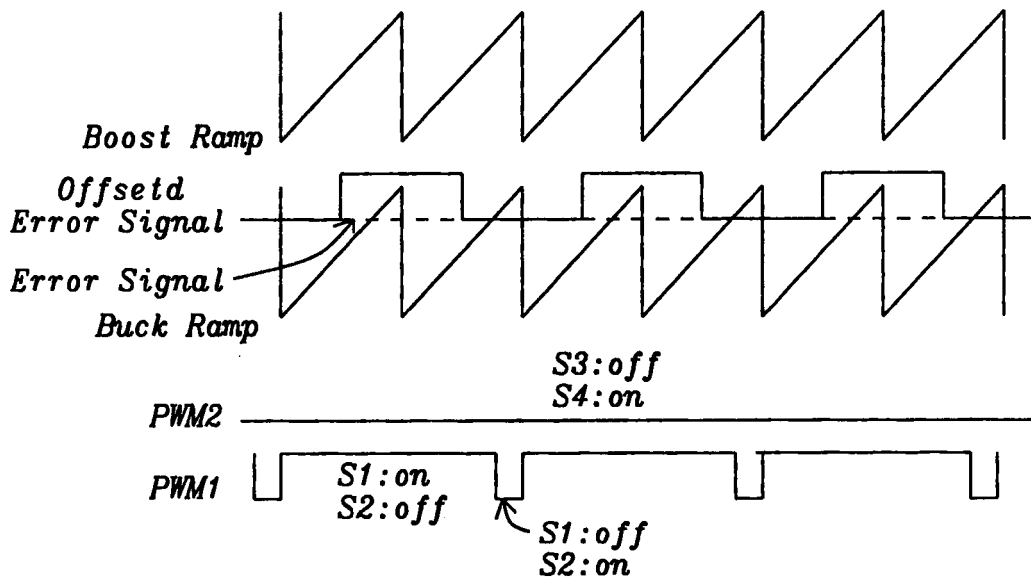 Boost Ramp
Offsetd
Error Signal
Error Signal
Buck Ramp
S3:off
S4:on
PWM2
PWM1
S1:on
S2:off
S1:off
S2:on